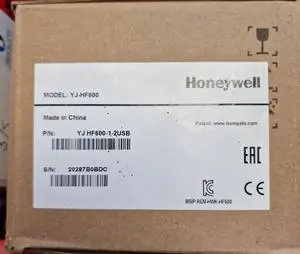 Honeywell
MODEL: YJ-HF600
Made in China
Patent: www.hsmpats.com
P/N: YJ HF600-1-2USB
EAC
S/N: 20287B0BDC
CE
MSIP-REM-HWK-HF600